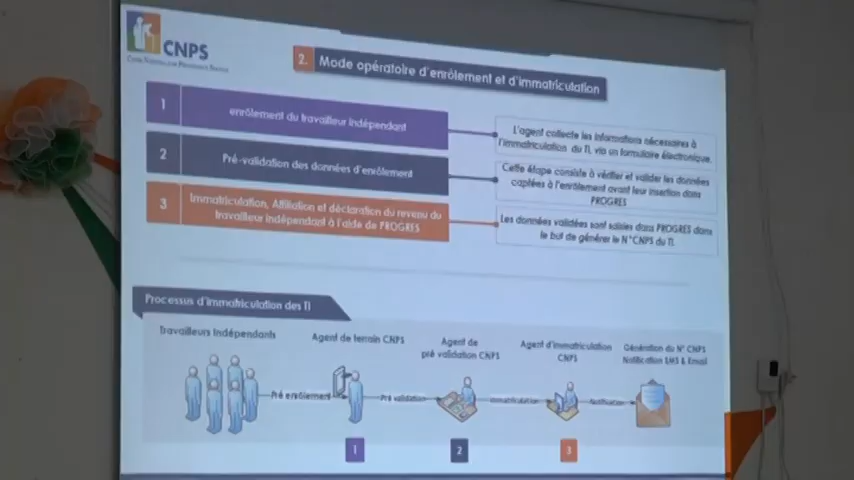 CNPS
2. Mode opératoire d'enrôlement et d'immatriculation
1 enrôlement du travailleur indépendant
L'agent collecte les informations nécessaires à
l'immatriculation du TI, via un formulaire électronique.
2 Pré-validation des données d'enrôlement
Cette étape consiste à vérifier et valider les données
captées à l'enrôlement avant leur insertion dans
PROGRES
3 Immatriculation, Affiliation et déclaration du revenu du
travailleur indépendant à l'aide de PROGRES
Les données validées sont saisies dans PROGRES dans
le but de générer le N°CNPS du TI
Processus d'immatriculation des TI
Travailleurs Indépendants
Agent de terrain CNPS
Agent de
pré validation CNPS
Agent d'immatriculation
CNPS
Génération du N° CNPS
Notification SMS & Email
Pré enrôlement
Pré validation
Immatriculation
Notification
1
2
3